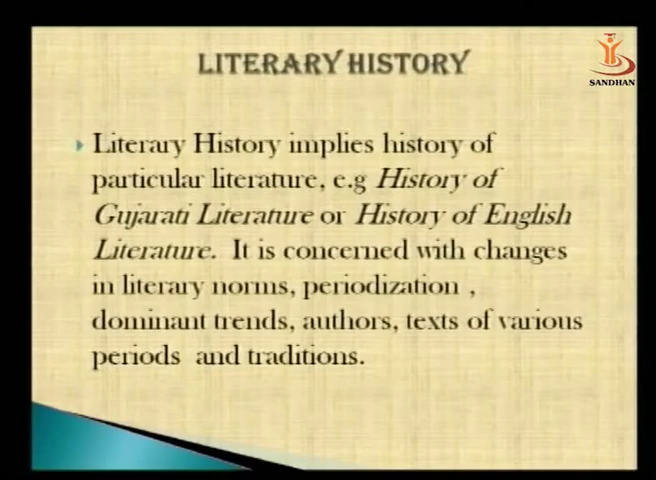 LITERARY HISTORY
SANDHAN
Literary History implies history of
particular literature, e.g History of
Gujarati Literature or History of English
Literature. It is concerned with changes
in literary norms, periodization ,
dominant trends, authors, texts of various
periods and traditions.